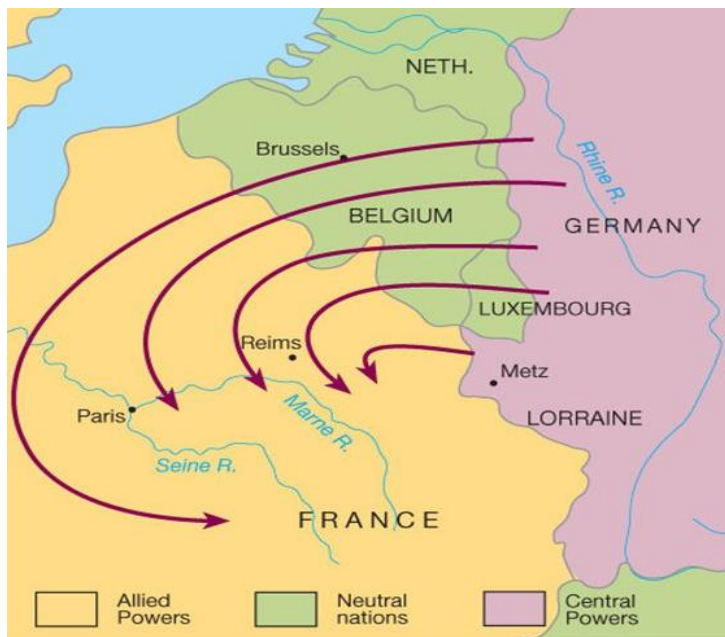 NETH.
Rhine R.
Brussels
BELGIUM
GERMANY
LUXEMBOURG
Reims
Metz
Paris
Marne R.
LORRAINE
Seine R.
FRANCE
Allied
Powers
Neutral
nations
Central
Powers